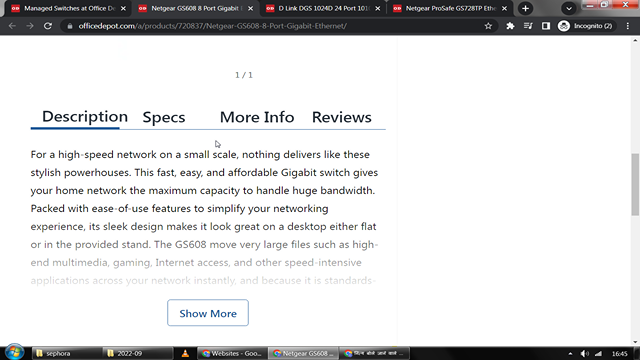 Managed Switches at Office De
Netgear GS608 8 Port Gigabit E
D Link DGS 1024D 24 Port 1010
Netgear ProSafe GS728TP Ethe
officedepot.com/a/products/720837/Netgear-GS608-8-Port-Gigabit-Ethernet/
Incognito (2)
1 / 1
Description Specs More Info Reviews
For a high-speed network on a small scale, nothing delivers like these
stylish powerhouses. This fast, easy, and affordable Gigabit switch gives
your home network the maximum capacity to handle huge bandwidth.
Packed with ease-of-use features to simplify your networking
experience, its sleek design makes it look great on a desktop either flat
or in the provided stand. The GS608 move very large files such as high-
end multimedia, gaming, Internet access, and other speed-intensive
applications across your network instantly, and because it is standards-
Show More
sephora
2022-09
Websites - Goo...
Netgear GS608 ...
16:45